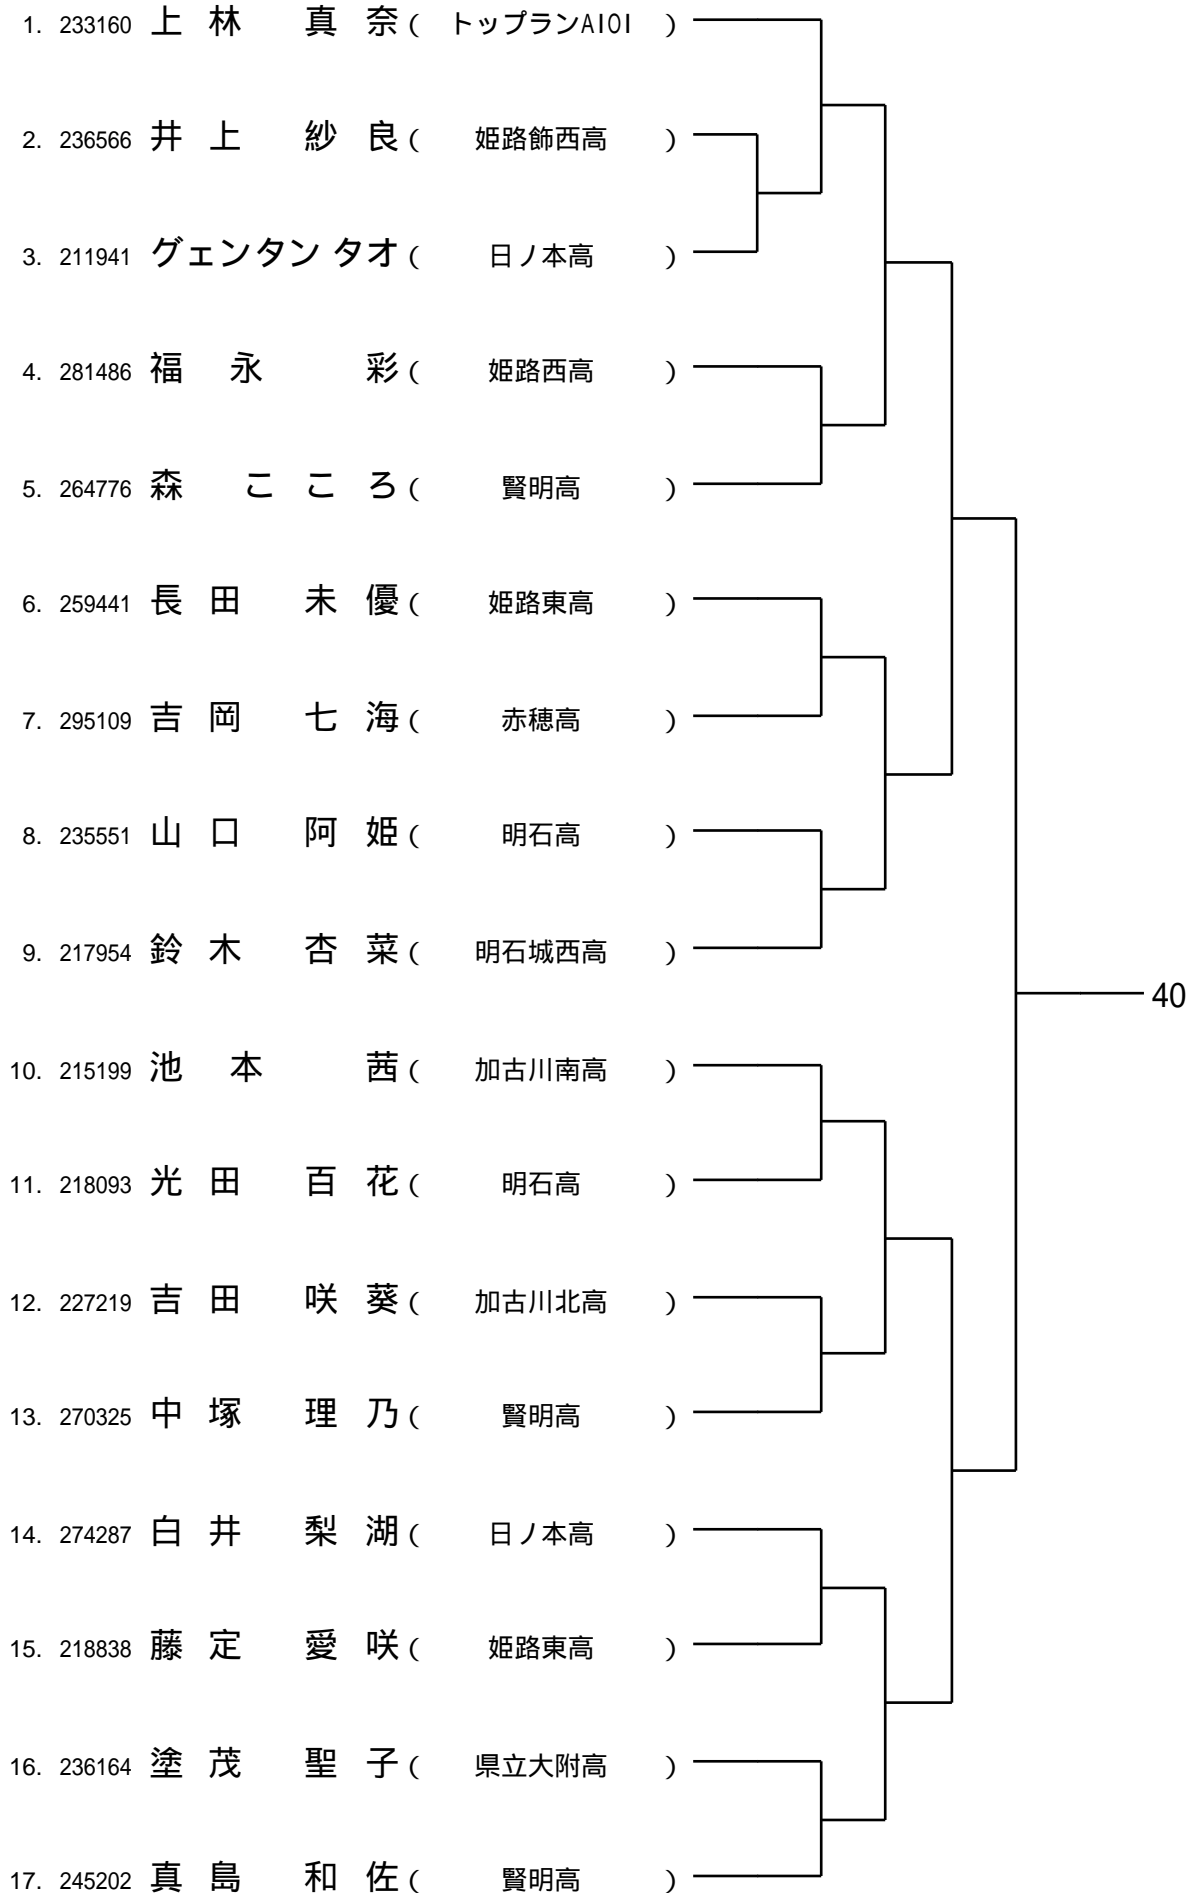 1. 233160 上 林 真 奈 ( トップランAIOI )
2. 236566 井 上 紗 良 ( 姫路飾西高 )
3. 211941 グェンタン タオ ( 日ノ本高 )
4. 281486 福 永 彩 ( 姫路西高 )
5. 264776 森 こ こ ろ ( 賢明高 )
6. 259441 長 田 未 優 ( 姫路東高 )
7. 295109 吉 岡 七 海 ( 赤穂高 )
8. 235551 山 口 阿 姫 ( 明石高 )
9. 217954 鈴 木 杏 菜 ( 明石城西高 )
40
10. 215199 池 本 茜 ( 加古川南高 )
11. 218093 光 田 百 花 ( 明石高 )
12. 227219 吉 田 咲 葵 ( 加古川北高 )
13. 270325 中 塚 理 乃 ( 賢明高 )
14. 274287 白 井 梨 湖 ( 日ノ本高 )
15. 218838 藤 定 愛 咲 ( 姫路東高 )
16. 236164 塗 茂 聖 子 ( 県立大附高 )
17. 245202 真 島 和 佐 ( 賢明高 )